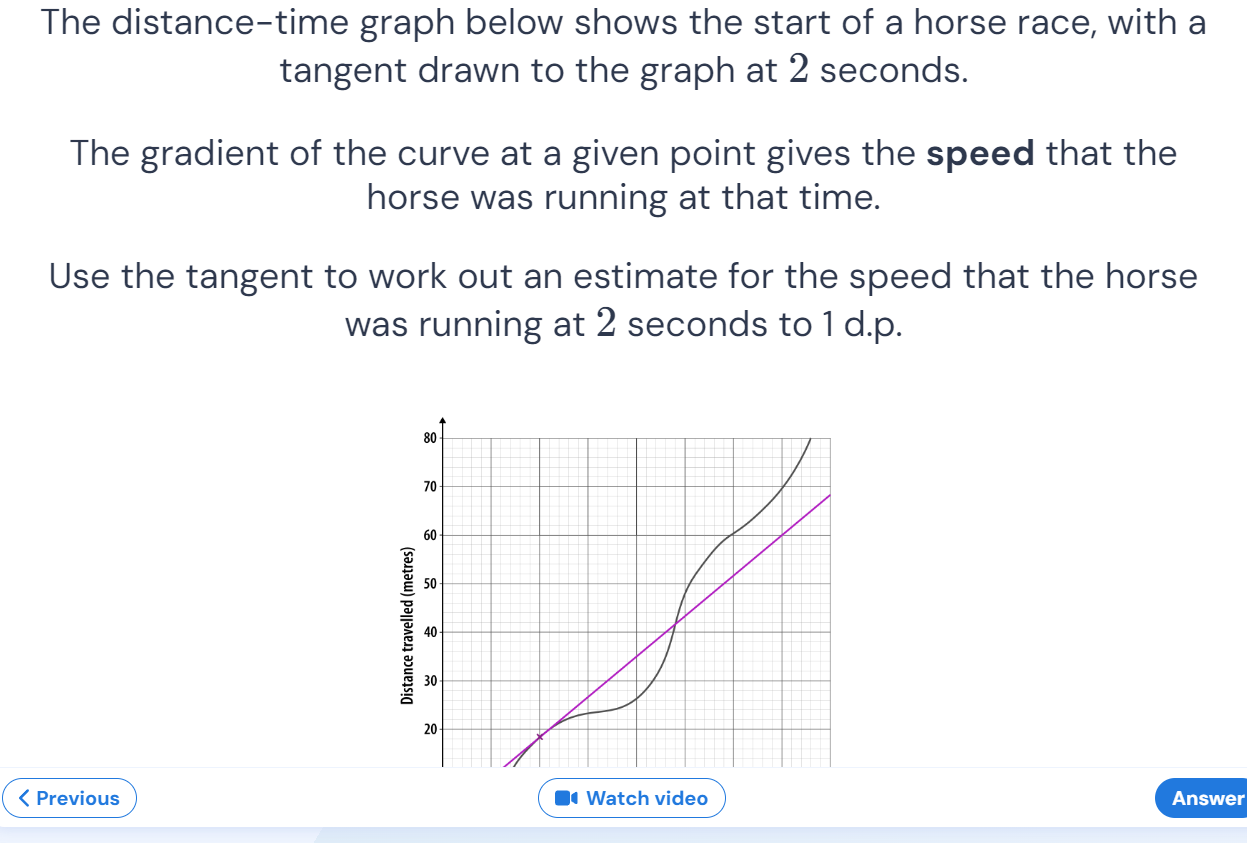 The distance-time graph below shows the start of a horse race, with a
tangent drawn to the graph at 2 seconds.
The gradient of the curve at a given point gives the speed that the
horse was running at that time.
Use the tangent to work out an estimate for the speed that the horse
was running at 2 seconds to 1 d.p.
80
70
60
50
40
30
20
Distance travelled (metres)
Previous
Watch video
Answer